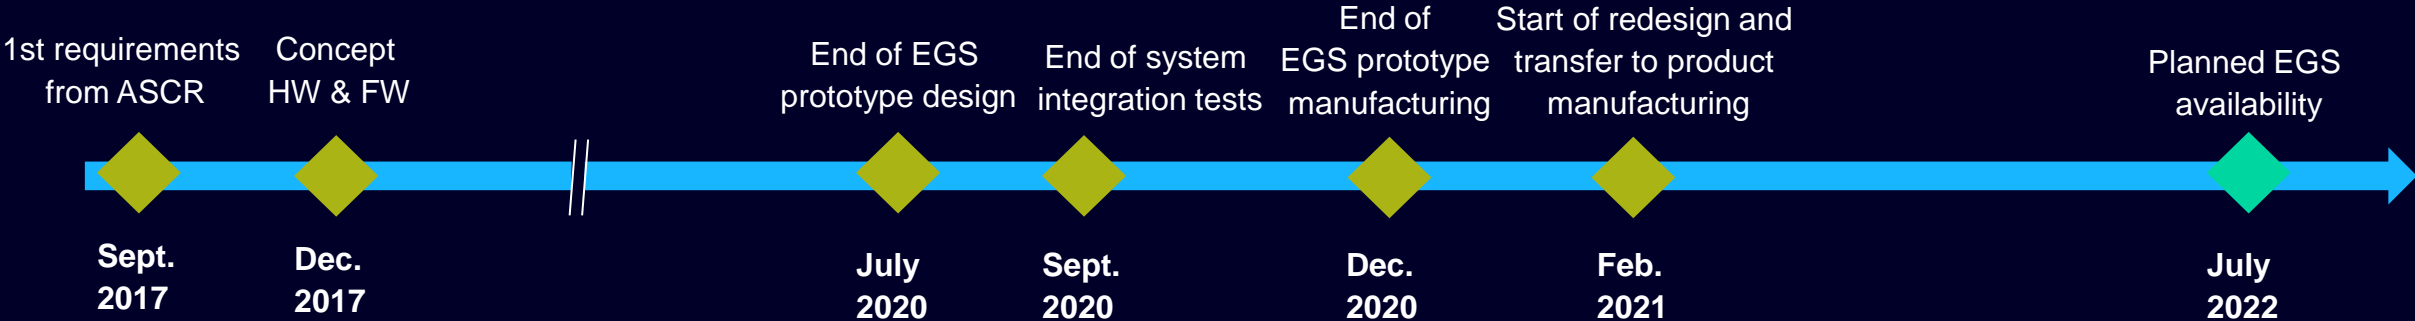 1st requirements
from ASCR
Concept
HW & FW
End of EGS
prototype design
End of system
integration tests
End of
EGS prototype
manufacturing
Start of redesign and
transfer to product
manufacturing
Planned EGS
availability
Sept.
2017
Dec.
2017
July
2020
Sept.
2020
Dec.
2020
Feb.
2021
July
2022